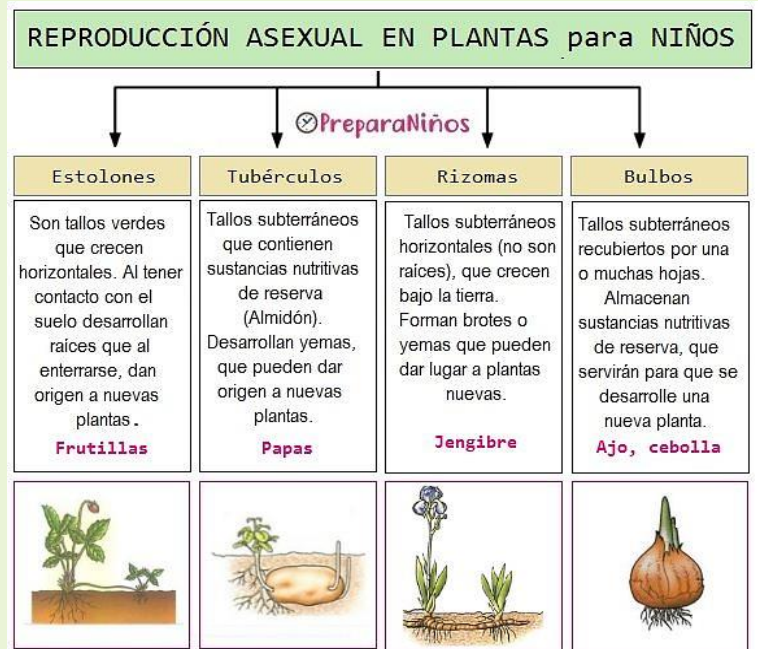 REPRODUCCIÓN ASEXUAL EN PLANTAS para NIÑOS
PreparaNiños
Estolones
Son tallos verdes
que crecen
horizontales. Al tener
contacto con el
suelo desarrollan
raíces que al
enterrarse, dan
origen a nuevas
plantas.
Frutillas
Tubérculos
Tallos subterráneos
que contienen
sustancias nutritivas
de reserva
(Almidón).
Desarrollan yemas,
que pueden dar
origen a nuevas
plantas.
Papas
Rizomas
Tallos subterráneos
horizontales (no son
raíces), que crecen
bajo la tierra.
Forman brotes o
yemas que pueden
dar lugar a plantas
nuevas.
Jengibre
Bulbos
Tallos subterráneos
recubiertos por una
o muchas hojas.
Almacenan
sustancias nutritivas
de reserva, que
servirán para que se
desarrolle una
nueva planta.
Ajo, cebolla